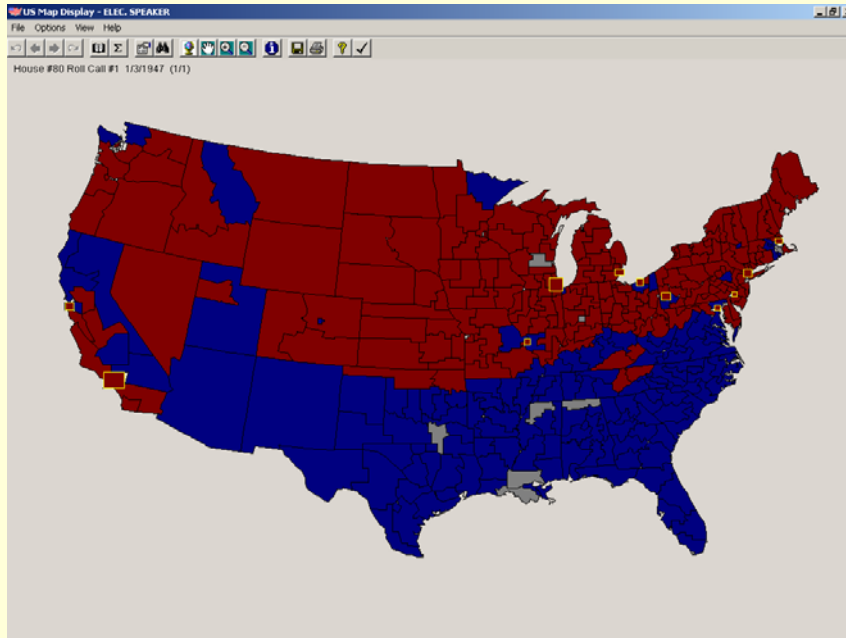 US Map Display - ELEC. SPEAKER
File Options View Help
House #80 Roll Call #1 1/3/1947 (1/1)